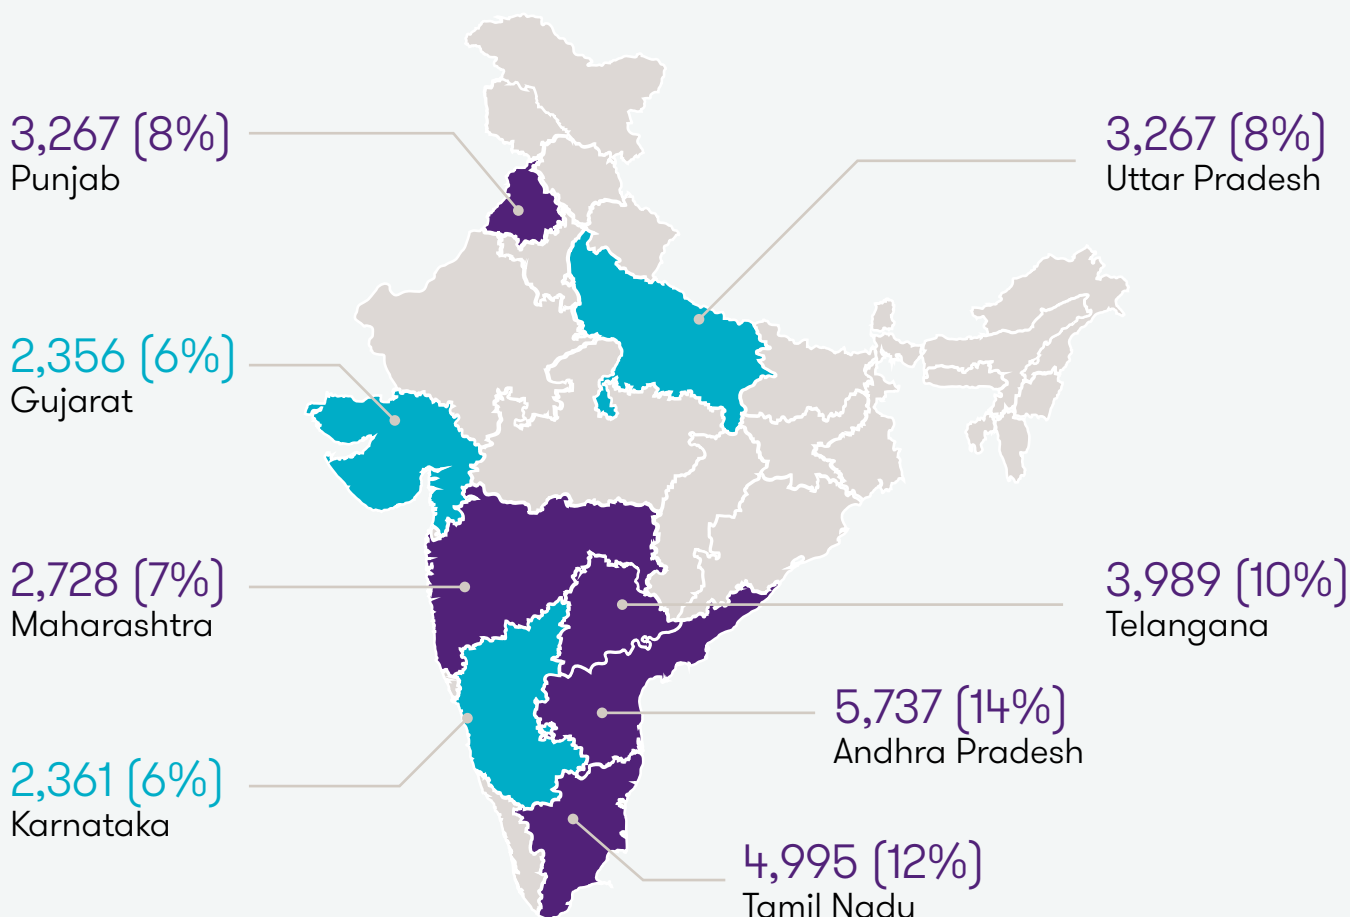 3,267 (8%)
Punjab
3,267 (8%)
Uttar Pradesh
2,356 (6%)
Gujarat
2,728 (7%)
Maharashtra
3,989 (10%)
Telangana
5,737 (14%)
Andhra Pradesh
2,361 (6%)
Karnataka
4,995 (12%)
Tamil Nadu